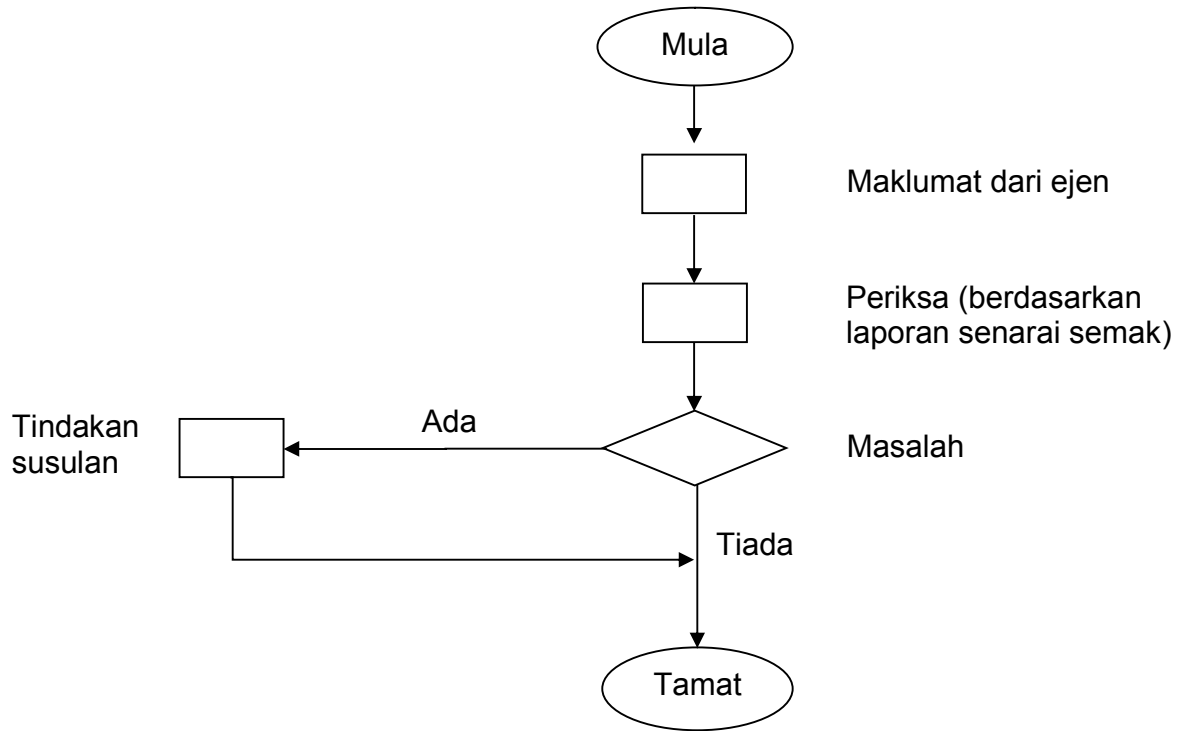 Mula
Maklumat dari ejen
Periksa (berdasarkan
laporan senarai semak)
Ada
Tindakan
susulan
Masalah
Tiada
Tamat